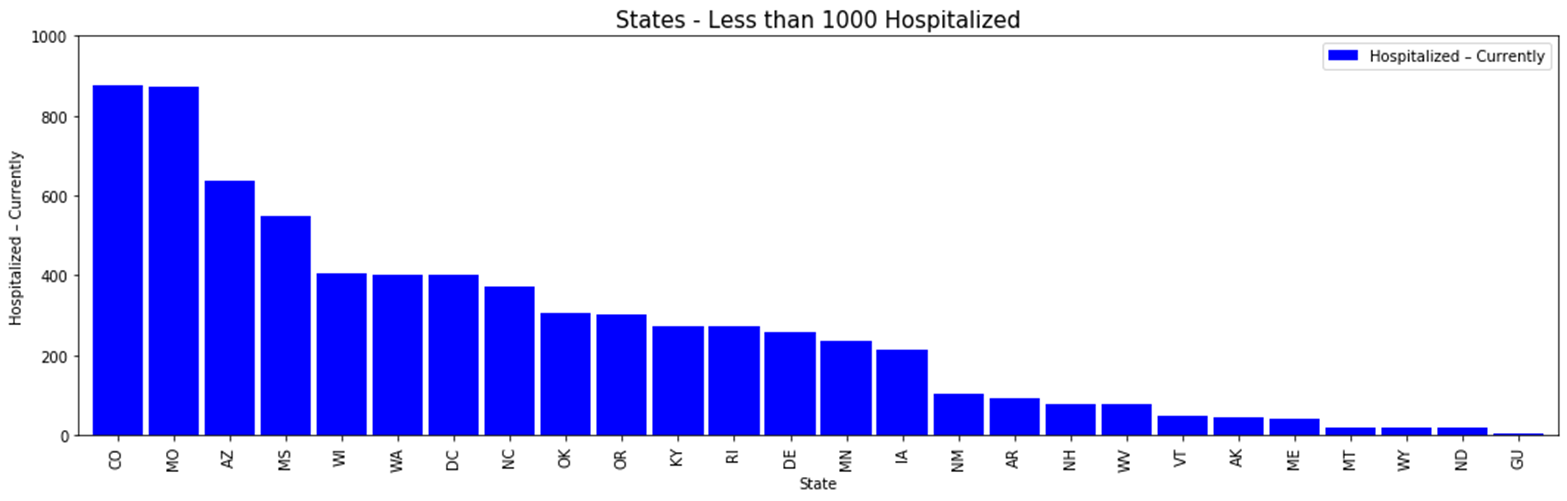 States - Less than 1000 Hospitalized
Hospitalized – Currently
Hospitalized – Currently
1000
800
600
400
200
0
CO MO AZ MS WI WA DC NC OK OR KY RI DE MN IA NM AR NH WV VT AK ME MT WY ND GU
State